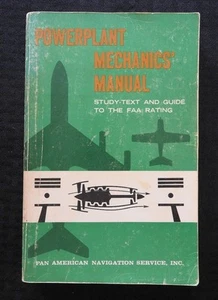 POWERPLANT
MECHANICS'
MANUAL
STUDY-TEXT AND GUIDE
TO THE FAA RATING
PAN AMERICAN NAVIGATION SERVICE, INC.